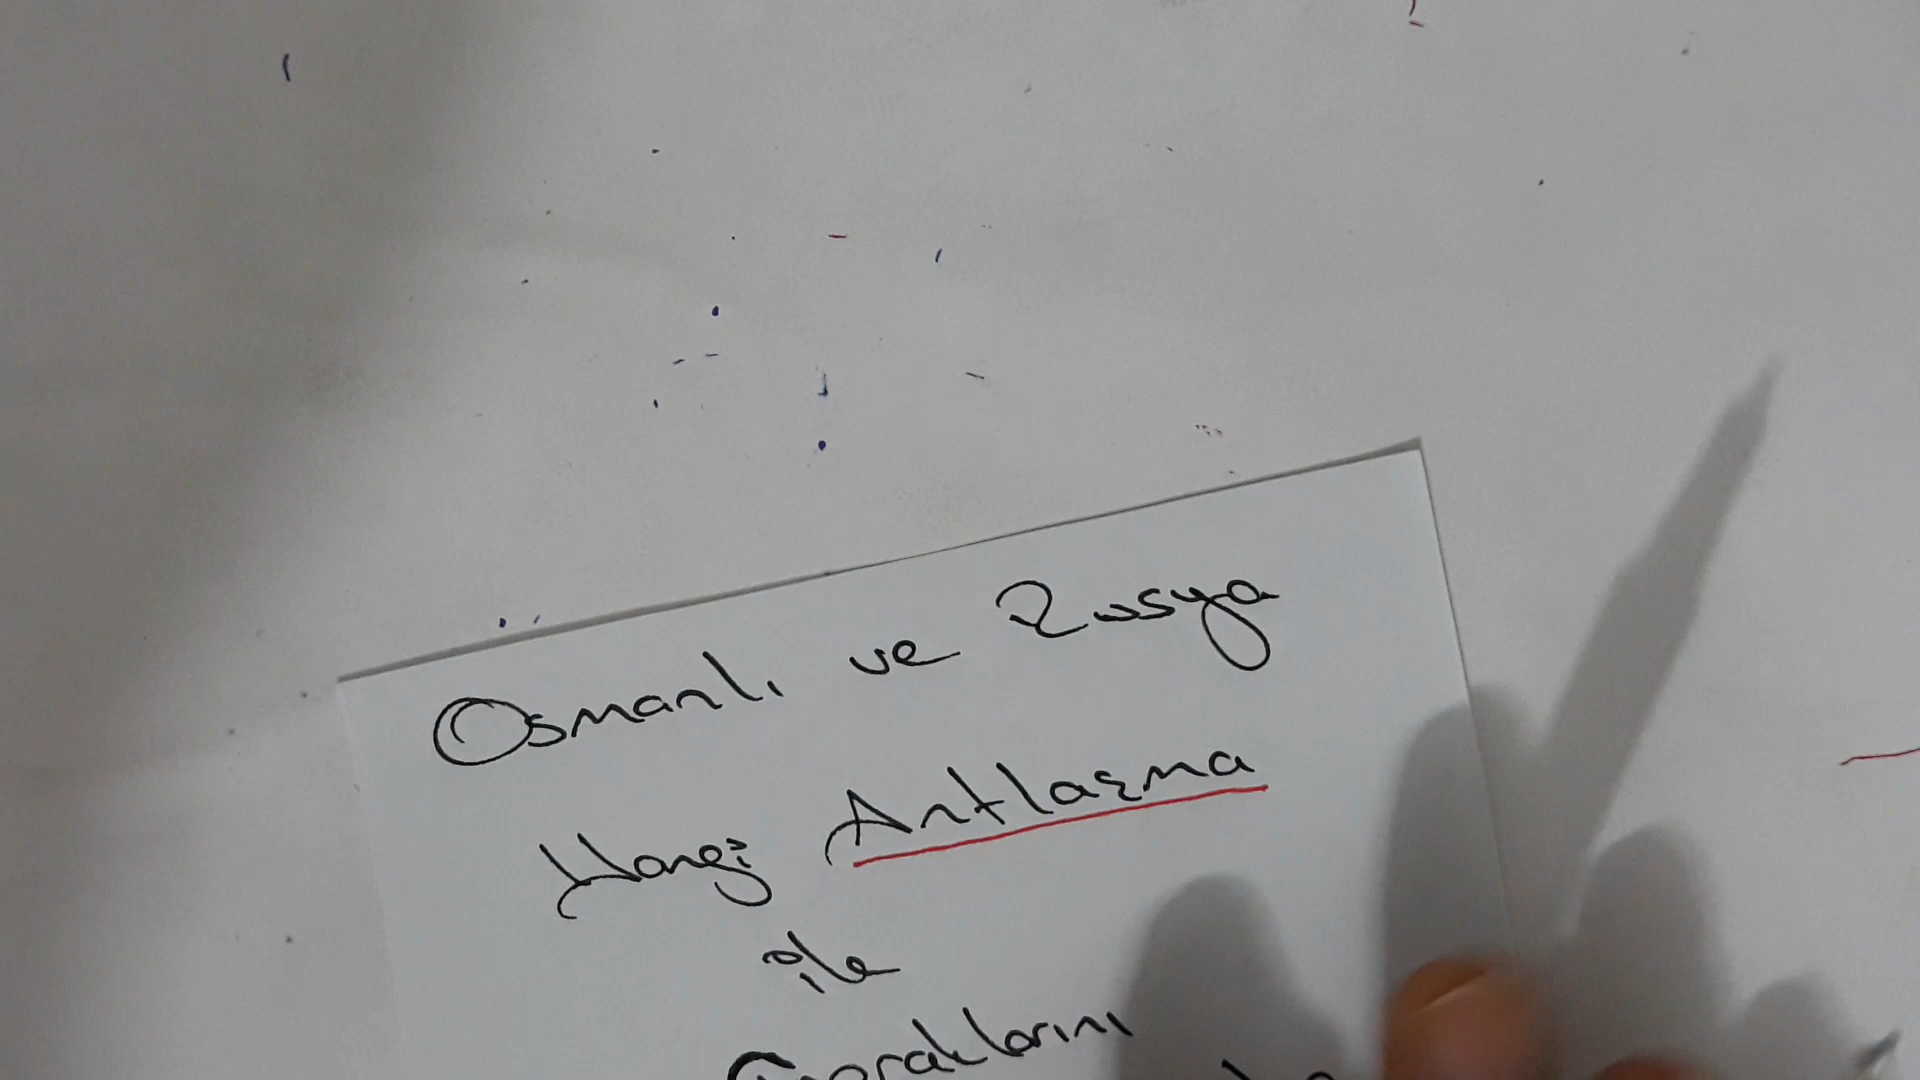 Osmanlı ve Rusya
Hangi Antlaşma
ile
Topraklarını